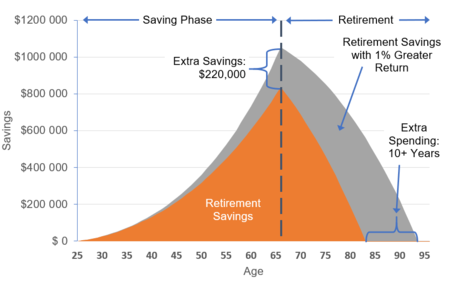 $1200 000
$1000 000
$800 000
$600 000
$400 000
$200 000
$ 0
Savings
Saving Phase
Retirement
Extra Savings:
$220,000
Retirement Savings
with 1% Greater
Return
Extra
Spending:
10+ Years
Retirement
Savings
25 30 35 40 45 50 55 60 65 70 75 80 85 90 95
Age